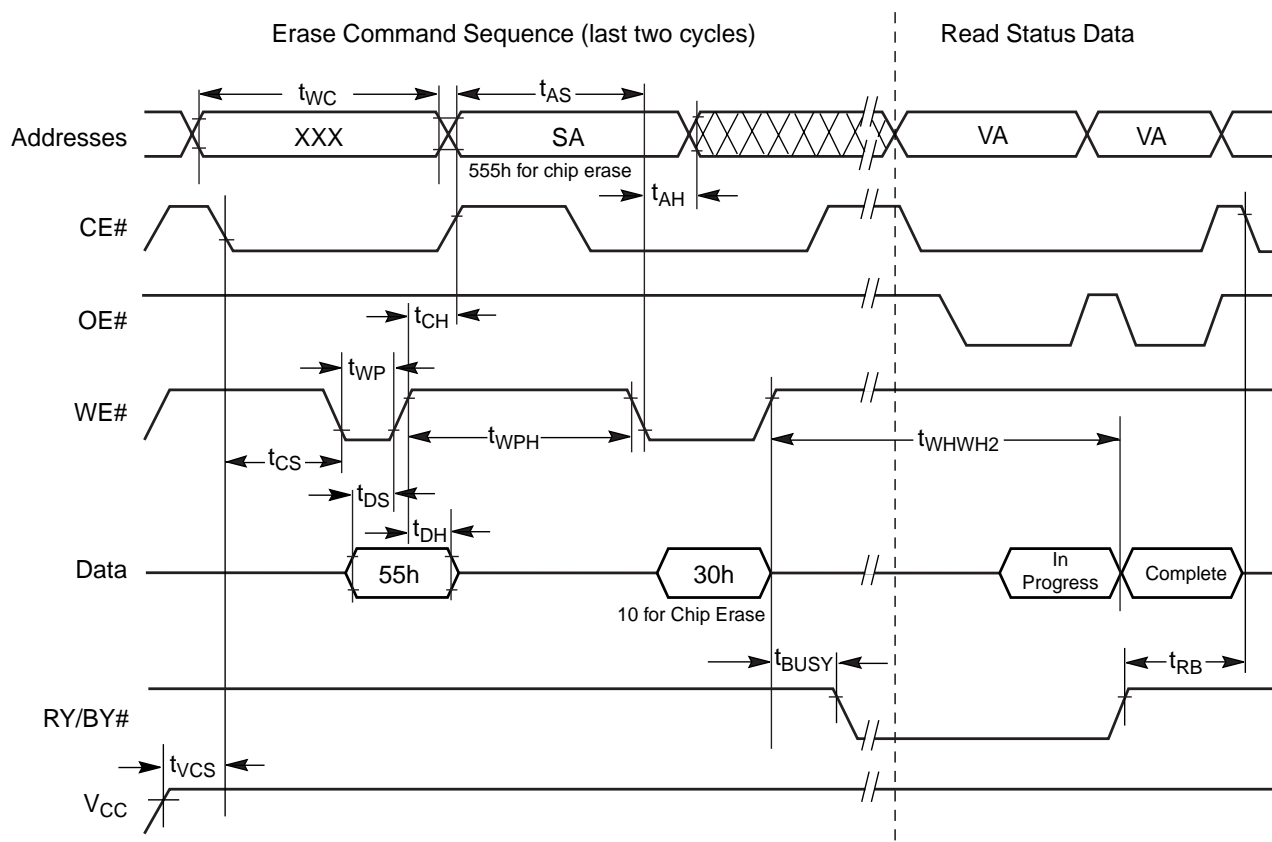 Erase Command Sequence (last two cycles)
Read Status Data
tWC
tAS
Addresses
XXX
SA
VA
VA
555h for chip erase
tAH
CE#
OE#
tCH
tWP
WE#
tWPH
tWHWH2
tCS
tDS
tDH
Data
55h
30h
In
Progress
Complete
10 for Chip Erase
tBUSY
tRB
RY/BY#
tVCS
VCC